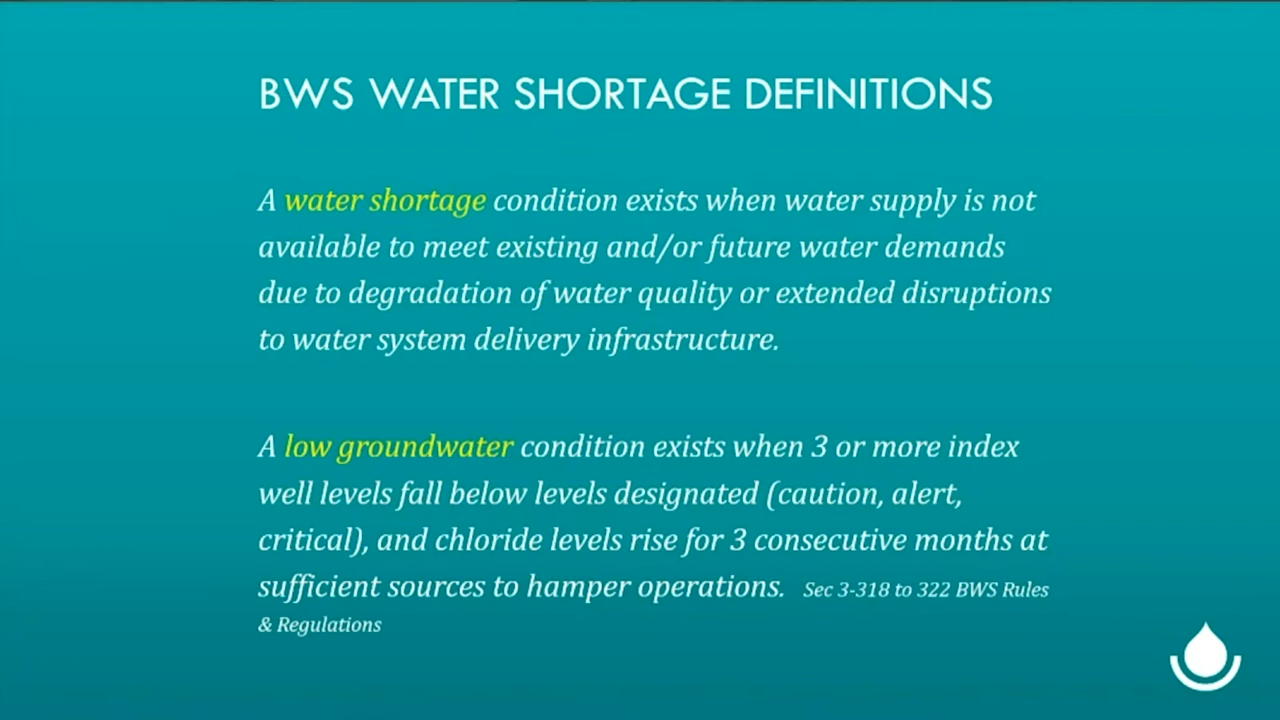 BWS WATER SHORTAGE DEFINITIONS
A water shortage condition exists when water supply is not
available to meet existing and/or future water demands
due to degradation of water quality or extended disruptions
to water system delivery infrastructure.
A low groundwater condition exists when 3 or more index
well levels fall below levels designated (caution, alert,
critical), and chloride levels rise for 3 consecutive months at
sufficient sources to hamper operations. Sec 3-318 to 322 BWS Rules
& Regulations